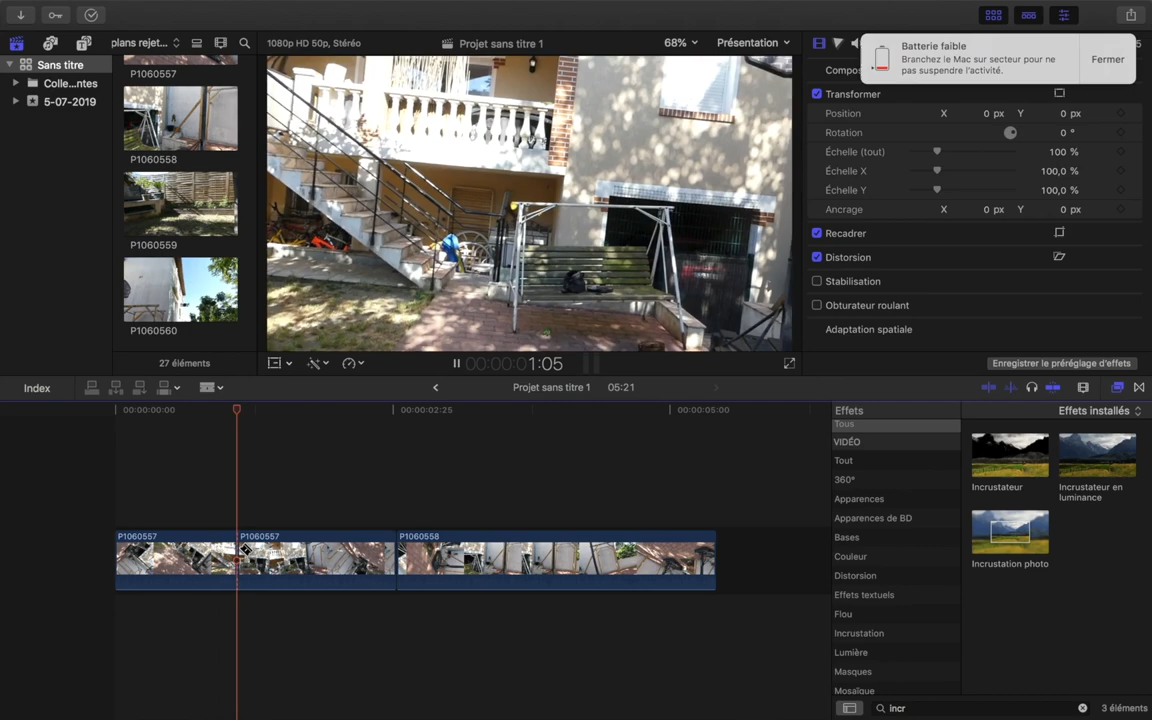 plans rejet...
1080p HD 50p, Stéréo
Projet sans titre 1
68%
Présentation
Batterie faible
Branchez le Mac sur secteur pour ne
pas suspendre l'activité.
Fermer
Sans titre
Colle...ntes
5-07-2019
P1060557
P1060558
P1060559
P1060560
27 éléments
00:00:00:01:05
Transformer
Position X 0 px Y 0 px
Rotation 0 °
Échelle (tout) 100 %
Échelle X 100,0 %
Échelle Y 100,0 %
Ancrage X 0 px Y 0 px
Recadrer
Distorsion
Stabilisation
Obturateur roulant
Adaptation spatiale
Enregistrer le préréglage d'effets
Index
Projet sans titre 1
05:21
00:00:00:00
00:00:02:25
00:00:05:00
P1060557
P1060557
P1060558
Effets
Effets installés
Tous
VIDÉO
Tout
360°
Apparences
Apparences de BD
Bases
Couleur
Distorsion
Effets textuels
Flou
Incrustation
Lumière
Masques
Mosaïque
Incrustateur
Incrustateur en
luminance
Incrustation photo
incr
3 éléments